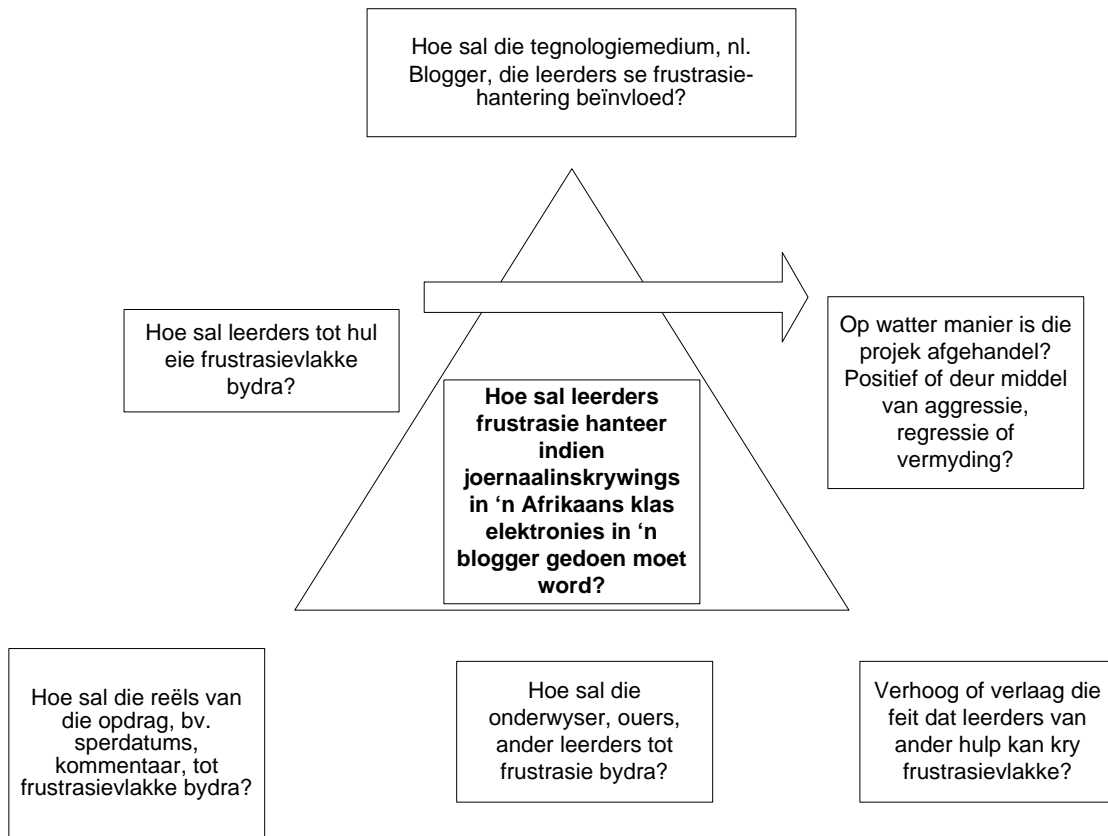 Hoe sal die tegnologiemedium, nl.
Blogger, die leerders se frustrasie-
hantering beïnvloed?
Hoe sal leerders tot hul
eie frustrasievlakke
bydra?
Op watter manier is die
projek afgehandel?
Positief of deur middel
van aggressie,
regressie of
vermyding?
Hoe sal leerders
frustrasie hanteer
indien
joernaalinskrywings
in ‘n Afrikaans klas
elektronies in ‘n
blogger gedoen moet
word?
Hoe sal die reëls van
die opdrag, bv.
sperdatums,
kommentaar, tot
frustrasievlakke bydra?
Hoe sal die
onderwyser, ouers,
ander leerders tot
frustrasie bydra?
Verhoog of verlaag die
feit dat leerders van
ander hulp kan kry
frustrasievlakke?